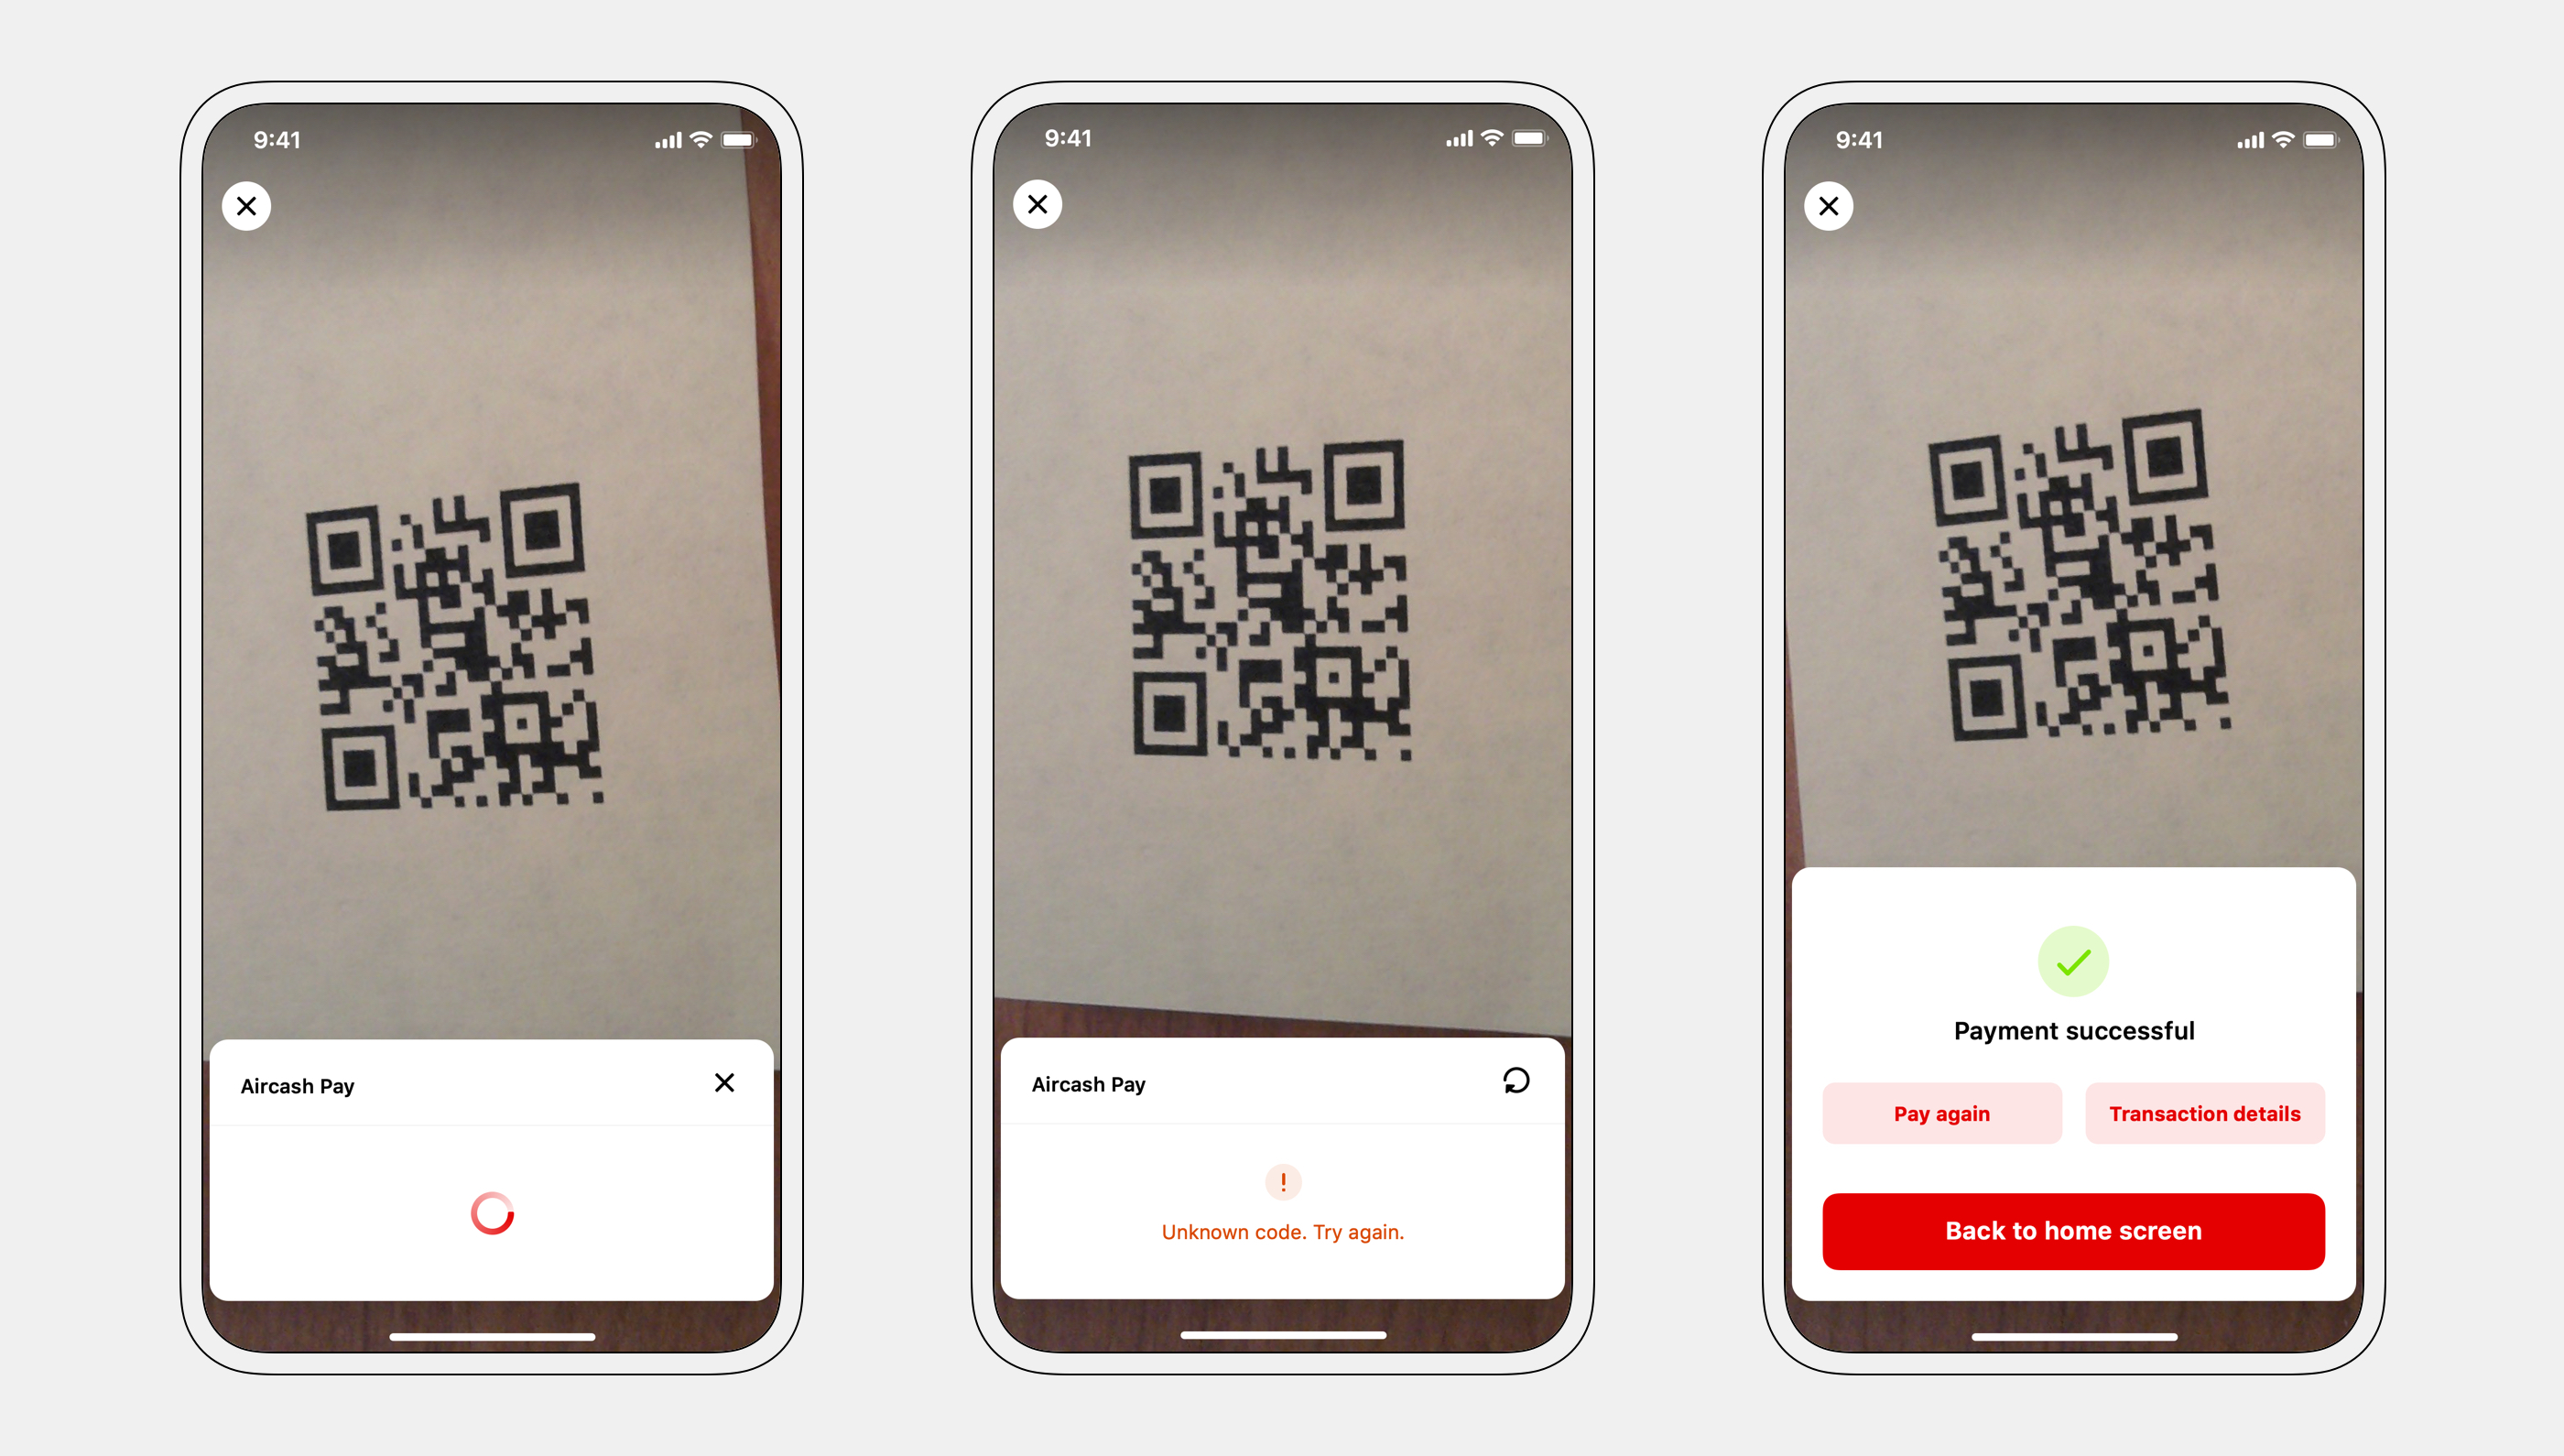 9:41
Aircash Pay
9:41
Aircash Pay
!
Unknown code. Try again.
9:41
Payment successful
Pay again
Transaction details
Back to home screen